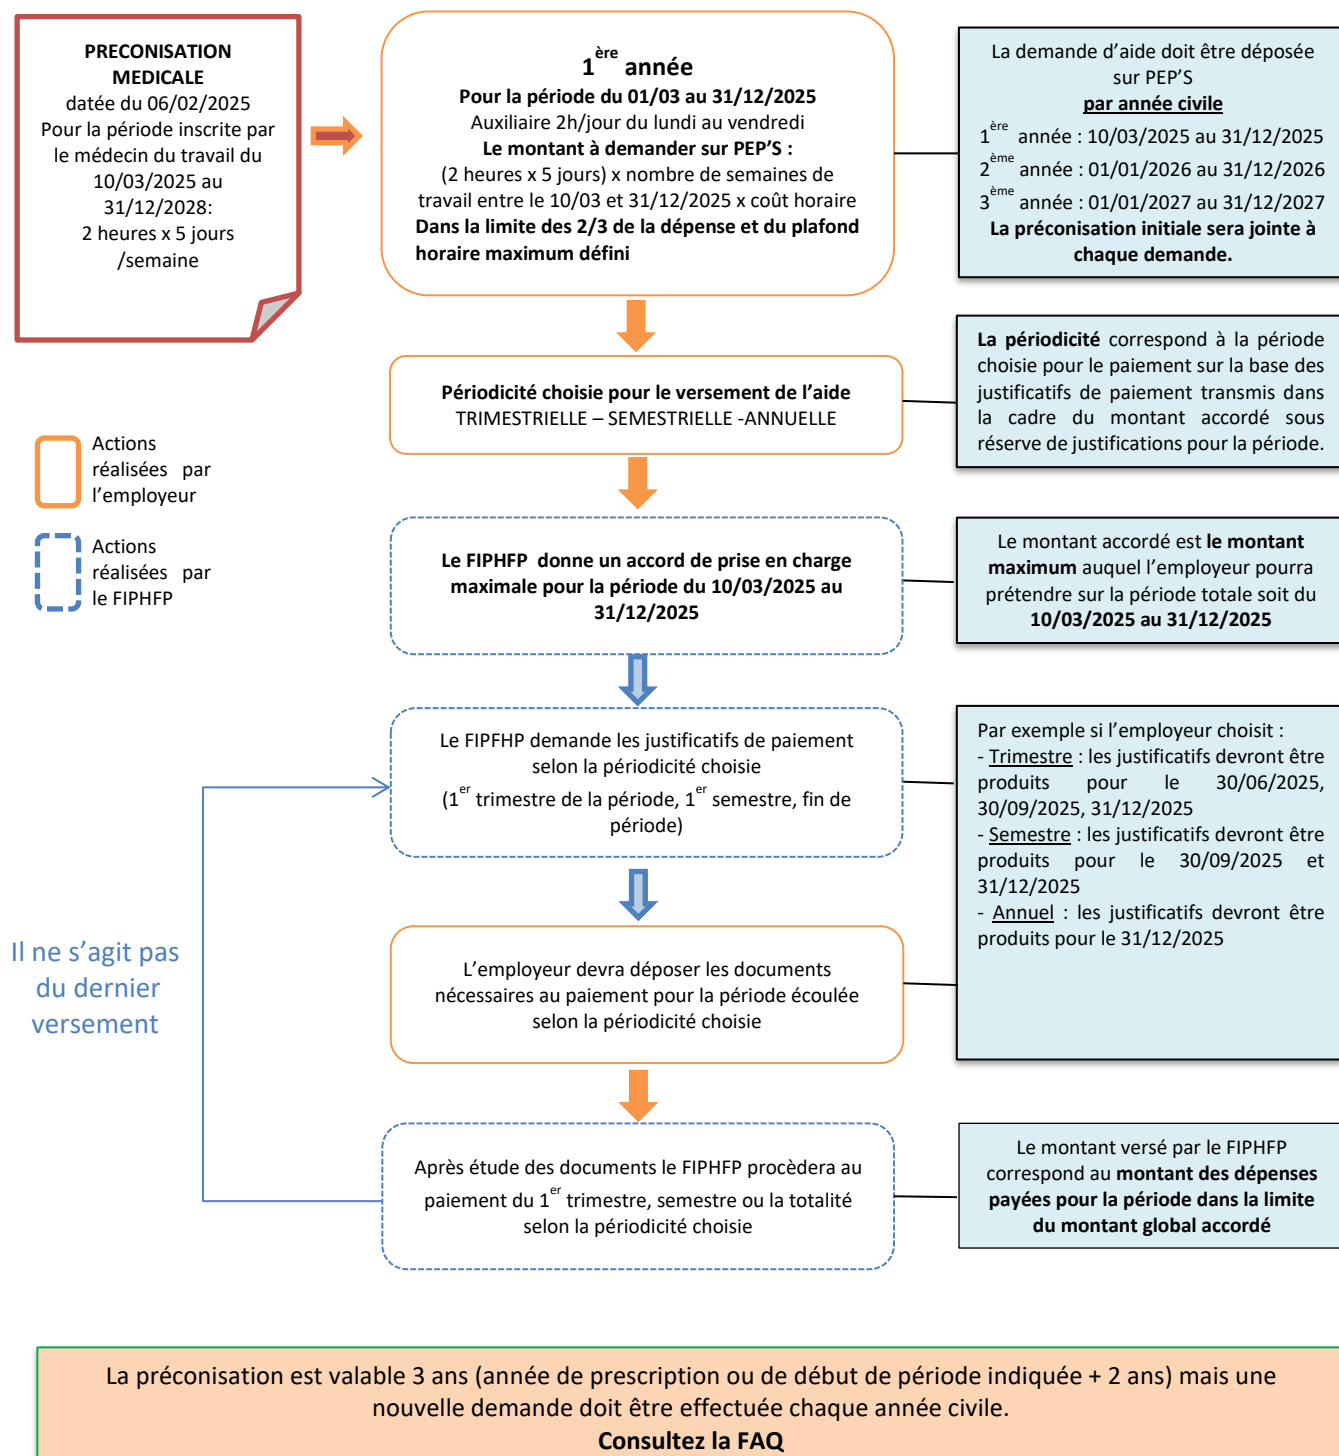 PRECONISATION
MEDICALE
datée du 06/02/2025
Pour la période inscrite par
le médecin du travail du
10/03/2025 au
31/12/2028:
2 heures x 5 jours
/semaine
1ère année
Pour la période du 01/03 au 31/12/2025
Auxiliaire 2h/jour du lundi au vendredi
Le montant à demander sur PEP'S :
(2 heures x 5 jours) x nombre de semaines de
travail entre le 10/03 et 31/12/2025 x coût horaire
Dans la limite des 2/3 de la dépense et du plafond
horaire maximum défini
La demande d'aide doit être déposée
sur PEP'S
par année civile
1ère année : 10/03/2025 au 31/12/2025
2ème année : 01/01/2026 au 31/12/2026
3ème année : 01/01/2027 au 31/12/2027
La préconisation initiale sera jointe à
chaque demande.
Périodicité choisie pour le versement de l'aide
TRIMESTRIELLE – SEMESTRIELLE -ANNUELLE
La périodicité correspond à la période
choisie pour le paiement sur la base des
justificatifs de paiement transmis dans
la cadre du montant accordé sous
réserve de justifications pour la période.
Actions
réalisées par
l'employeur
Actions
réalisées par
le FIPHFP
Le FIPHFP donne un accord de prise en charge
maximale pour la période du 10/03/2025 au
31/12/2025
Le montant accordé est le montant
maximum auquel l'employeur pourra
prétendre sur la période totale soit du
10/03/2025 au 31/12/2025
Le FIPFHP demande les justificatifs de paiement
selon la périodicité choisie
(1er trimestre de la période, 1er semestre, fin de
période)
Par exemple si l'employeur choisit :
- Trimestre : les justificatifs devront être
produits pour le 30/06/2025,
30/09/2025, 31/12/2025
- Semestre : les justificatifs devront être
produits pour le 30/09/2025 et
31/12/2025
- Annuel : les justificatifs devront être
produits pour le 31/12/2025
Il ne s'agit pas
du dernier
versement
L'employeur devra déposer les documents
nécessaires au paiement pour la période écoulée
selon la périodicité choisie
Après étude des documents le FIPHFP procèdera au
paiement du 1er trimestre, semestre ou la totalité
selon la périodicité choisie
Le montant versé par le FIPHFP
correspond au montant des dépenses
payées pour la période dans la limite
du montant global accordé
La préconisation est valable 3 ans (année de prescription ou de début de période indiquée + 2 ans) mais une
nouvelle demande doit être effectuée chaque année civile.
Consultez la FAQ